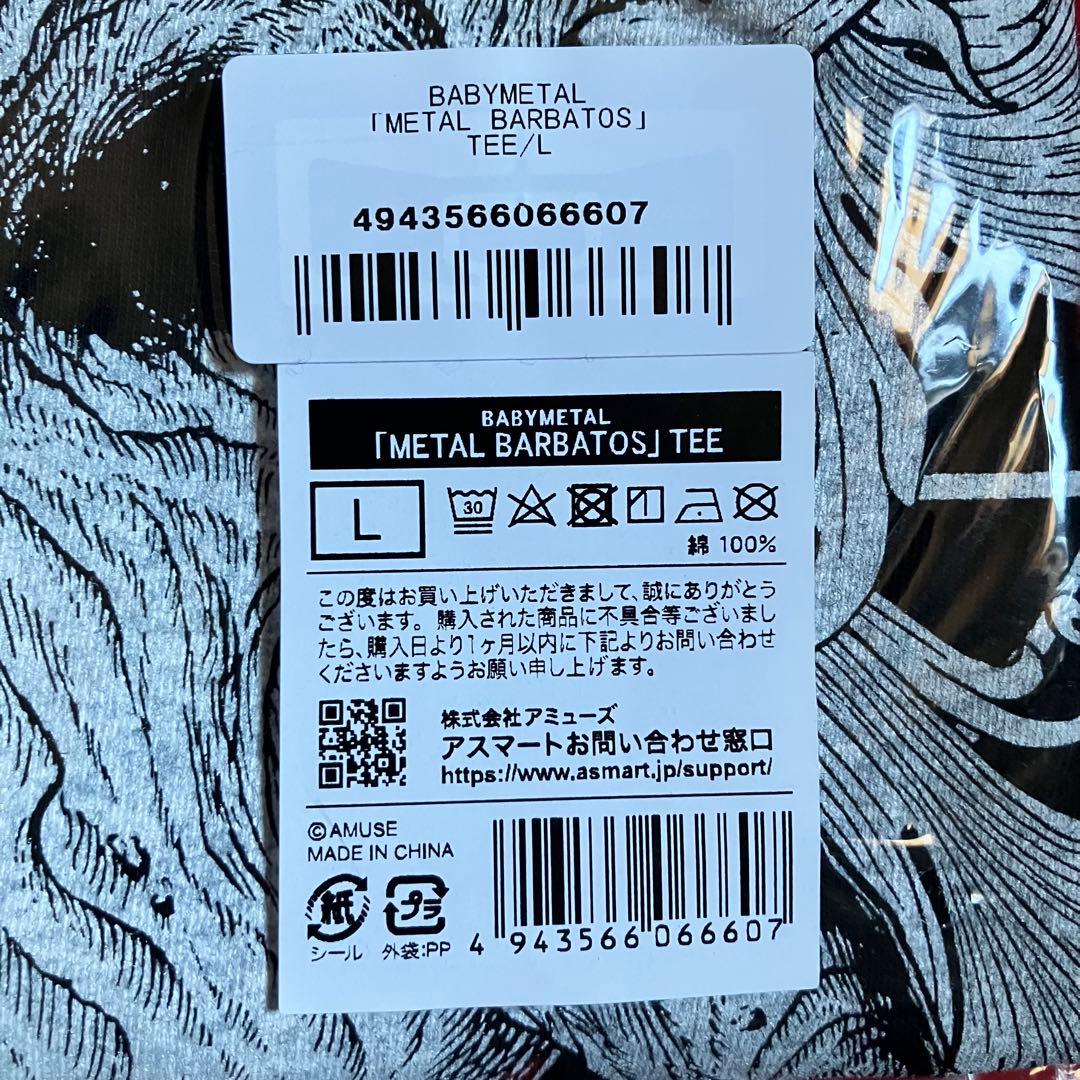 BABYMETAL
「METAL BARBATOS」
TEE/L
4943566066607
BABYMETAL
「METAL BARBATOS」TEE
L
30
綿 100%
この度はお買い上げいただきまして、誠にありがとう
ございます。購入された商品に不具合等ございまし
たら、購入日より1ヶ月以内に下記よりお問い合わせ
くださいますようお願い申し上げます。
株式会社アミューズ
アスマートお問い合わせ窓口
https://www.asmart.jp/support/
©AMUSE
MADE IN CHINA
紙
プラ
シール 外袋:PP
4 943566 066607